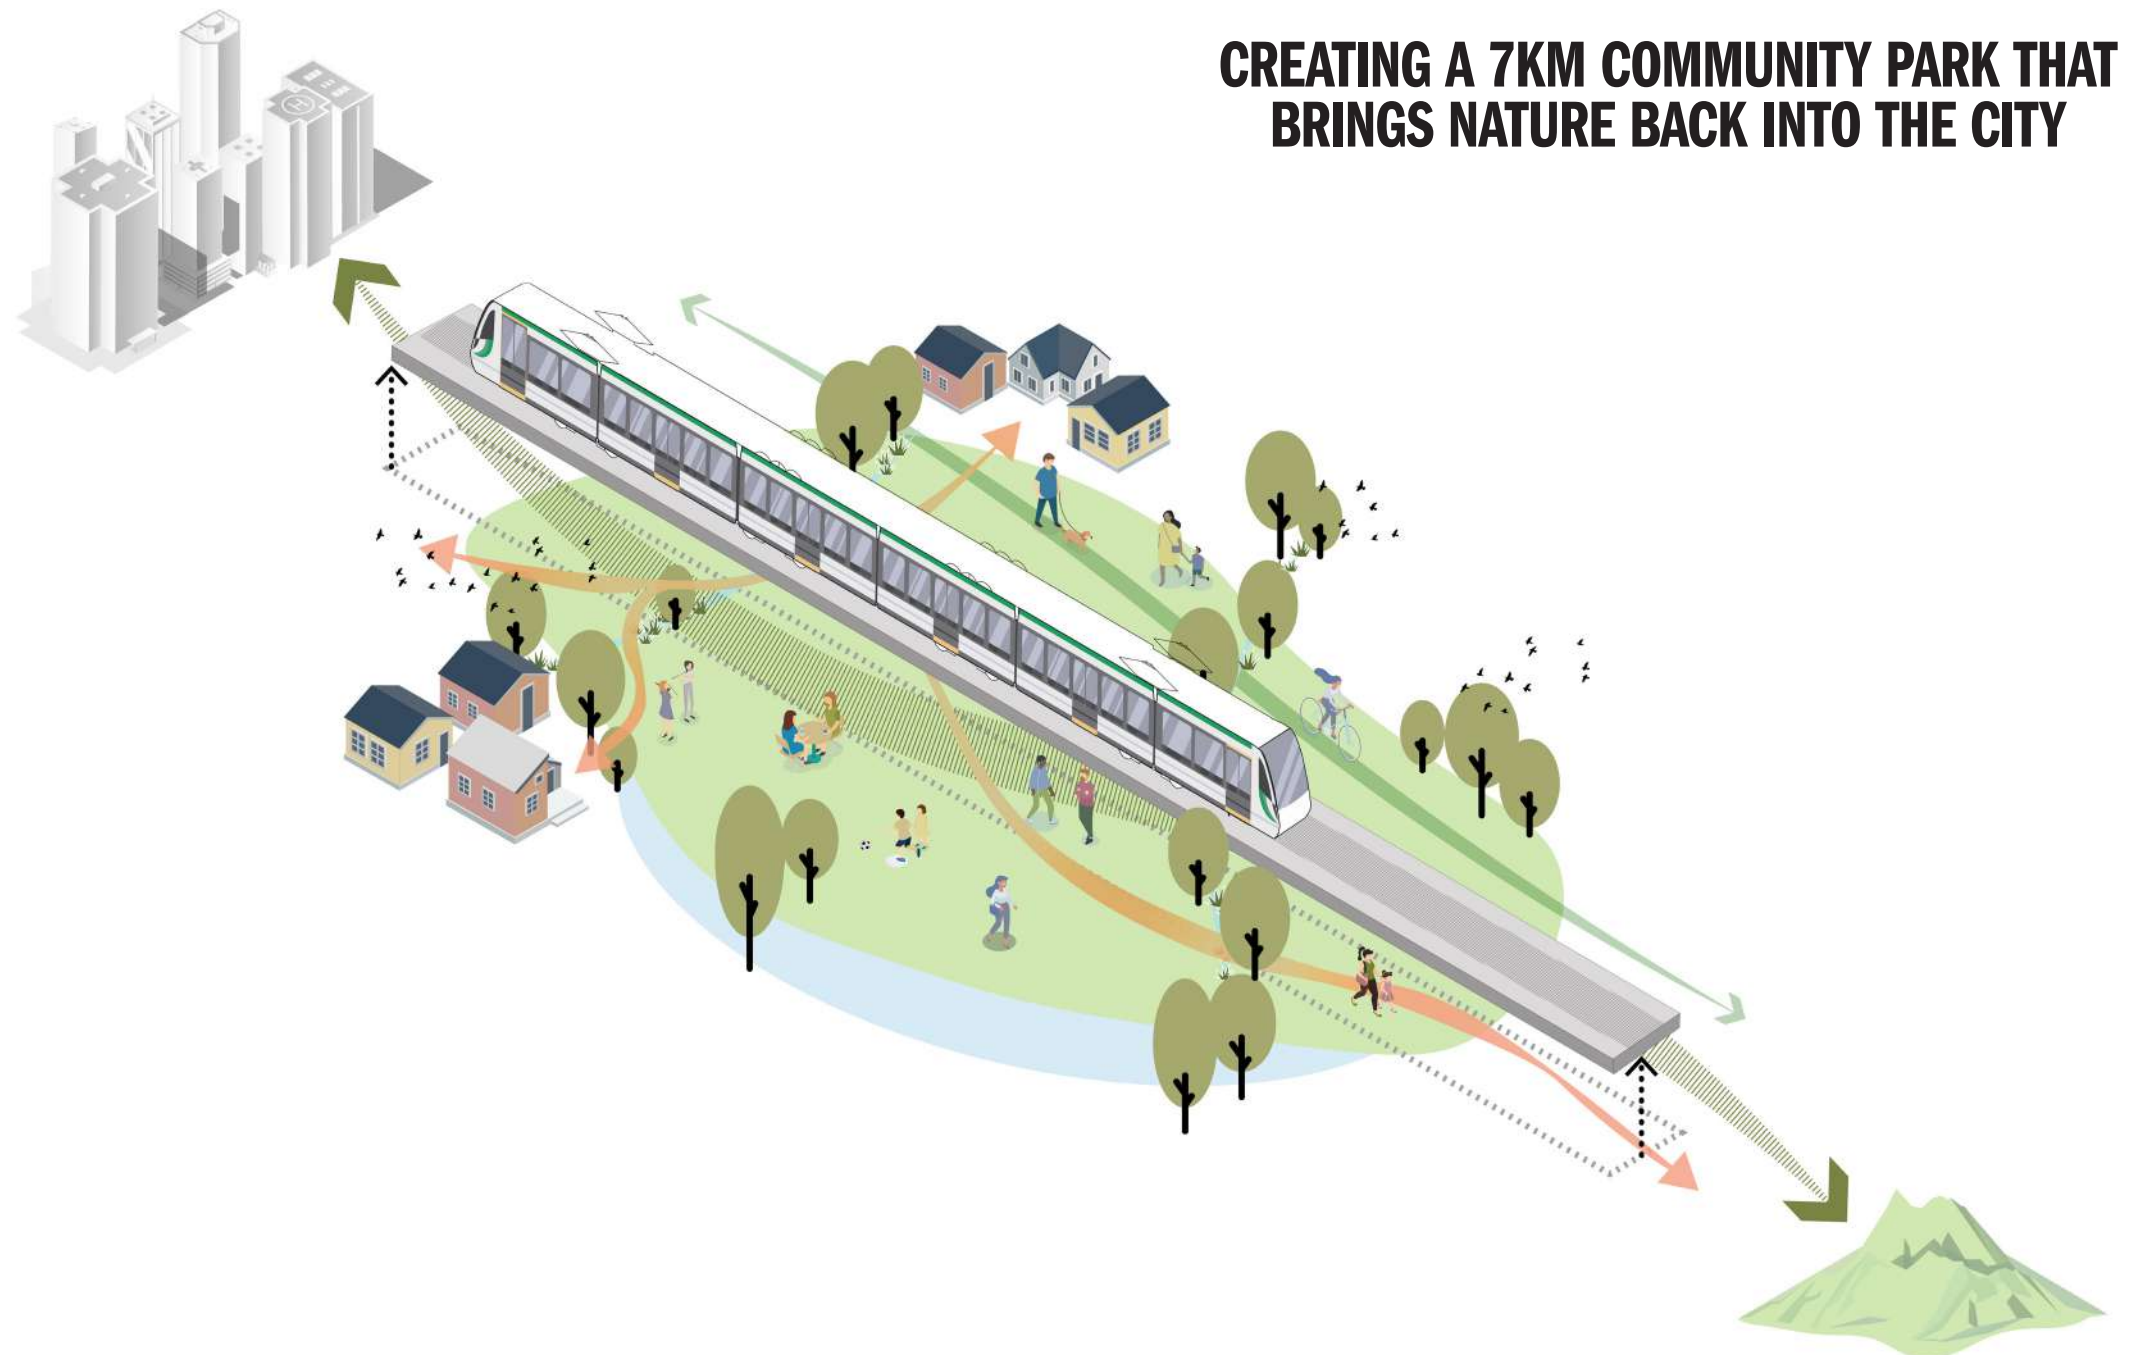 CREATING A 7KM COMMUNITY PARK THAT
BRINGS NATURE BACK INTO THE CITY
H